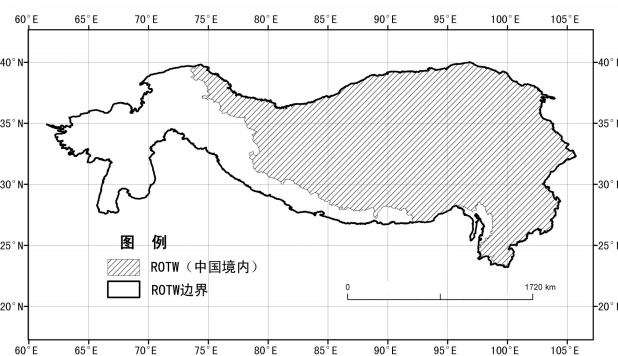 60°E 65°E 70°E 75°E 80°E 85°E 90°E 95°E 100°E 105°E
40°N 40°N
35°N 35°N
30°N 30°N
25°N 25°N
20°N 20°N
图 例
ROTW（中国境内）
ROTW边界
0 1720 km
60°E 65°E 70°E 75°E 80°E 85°E 90°E 95°E 100°E 105°E